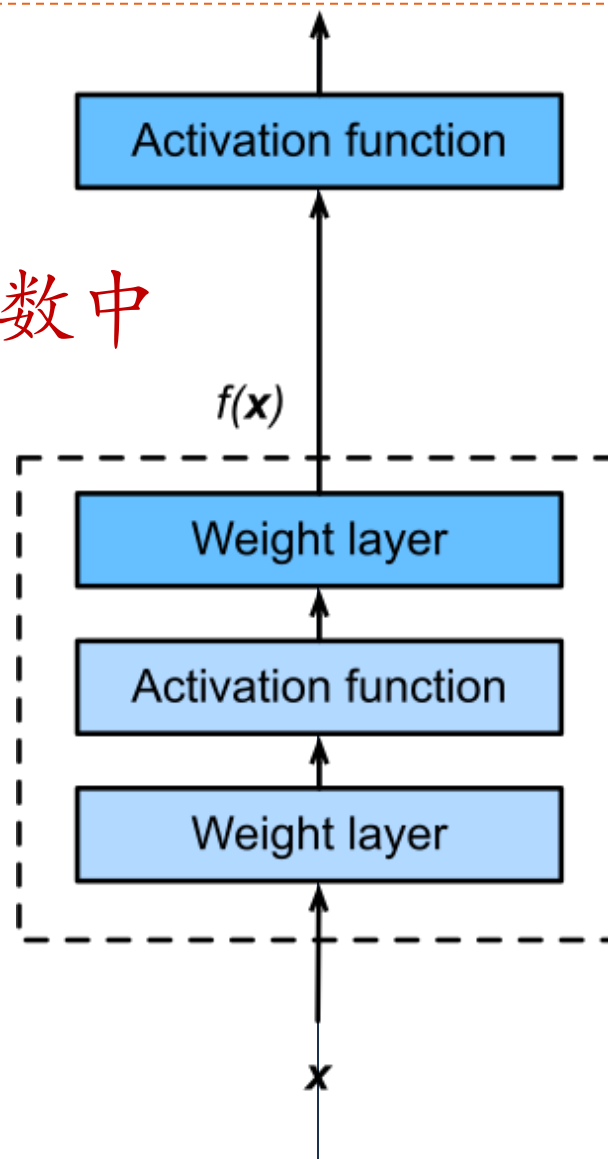 Activation function
数中
f(x)
Weight layer
Activation function
Weight layer
x